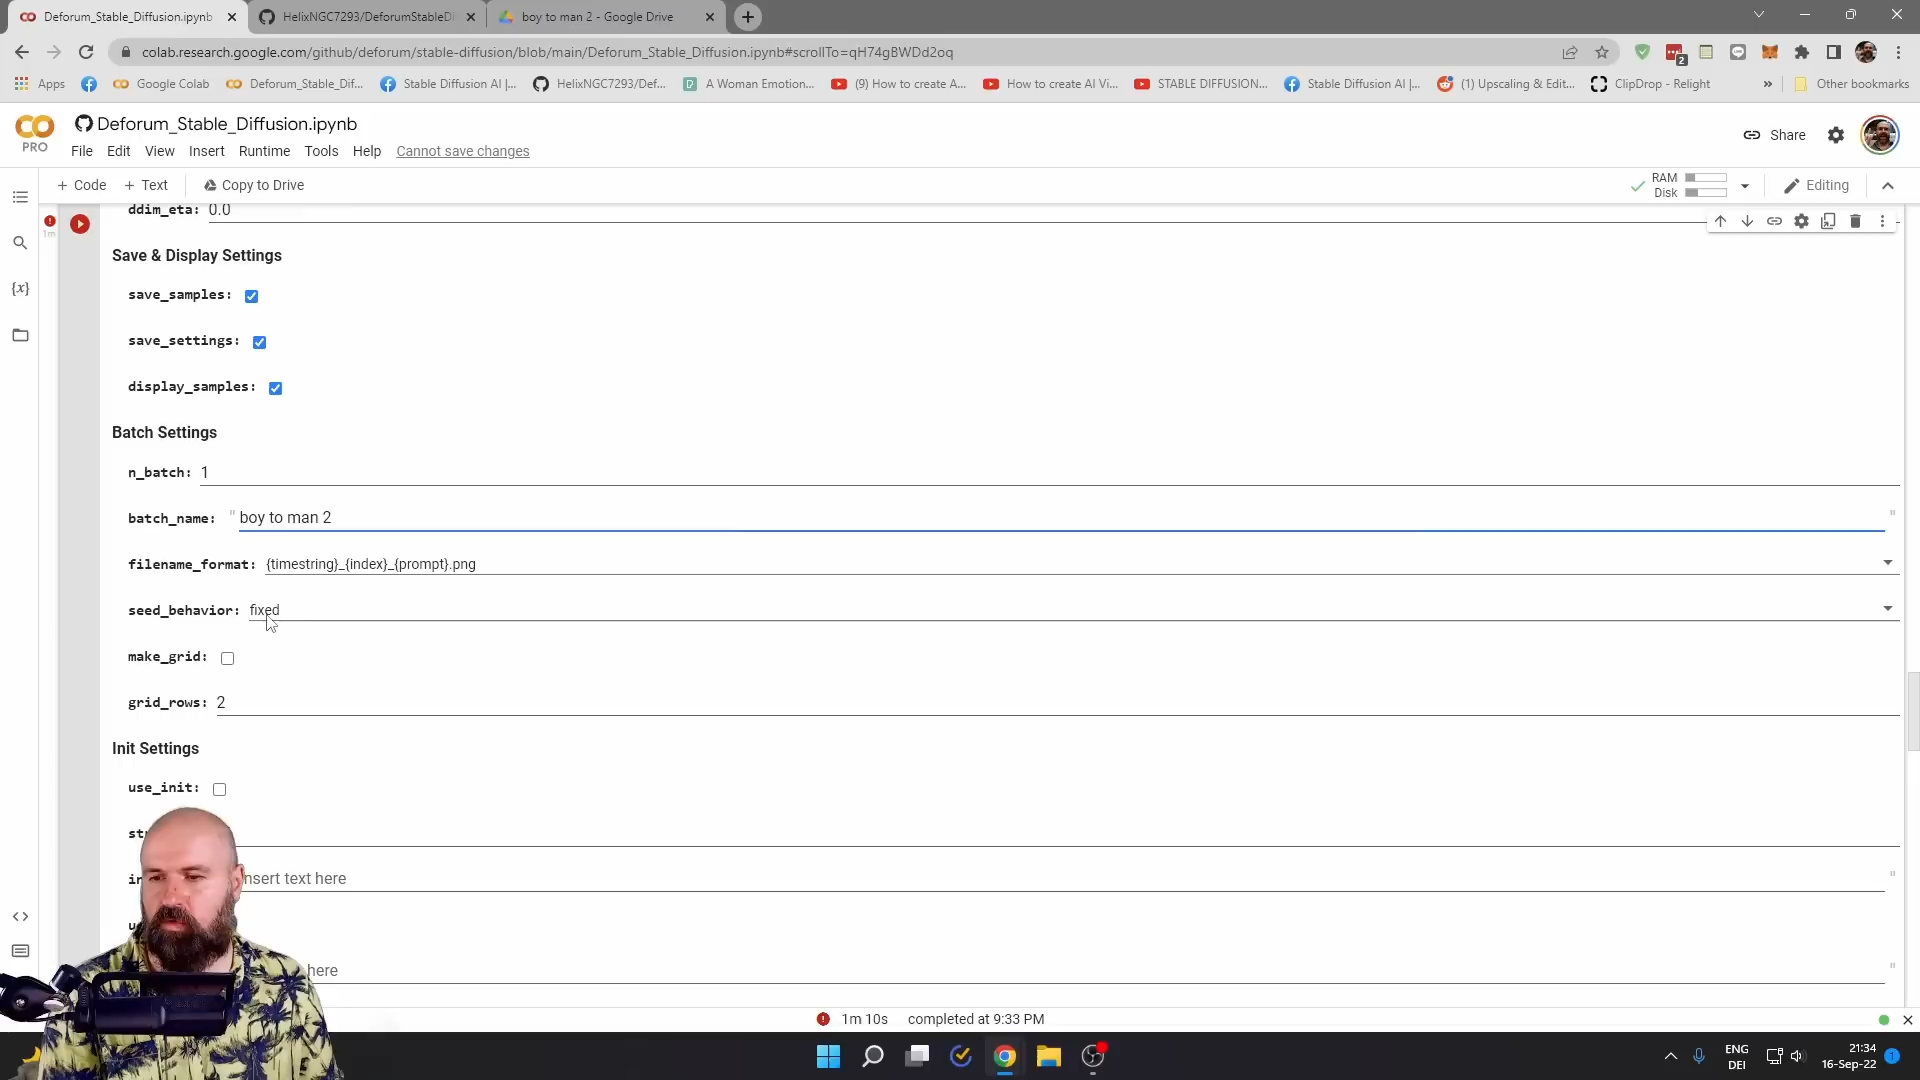 Deforum_Stable_Diffusion.ipynb
HelixNGC7293/DeforumStableDi
boy to man 2 - Google Drive
colab.research.google.com/github/deforum/stable-diffusion/blob/main/Deforum_Stable_Diffusion.ipynb#scrollTo=qH74gBWDd2oq
2
Apps
Google Colab
Deforum_Stable_Dif...
Stable Diffusion AI |...
HelixNGC7293/Def...
A Woman Emotion...
(9) How to create A...
How to create AI Vi...
STABLE DIFFUSION...
Stable Diffusion AI |...
(1) Upscaling & Edit...
ClipDrop - Relight
Other bookmarks
PRO
Deforum_Stable_Diffusion.ipynb
Share
File Edit View Insert Runtime Tools Help Cannot save changes
+ Code + Text Copy to Drive
RAM
Disk
Editing
1m
ddim_eta: 0.0
Save & Display Settings
save_samples:
save_settings:
display_samples:
Batch Settings
n_batch: 1
batch_name: " boy to man 2 "
filename_format: {timestring}_{index}_{prompt}.png
seed_behavior: fixed
make_grid:
grid_rows: 2
Init Settings
use_init:
st
in nsert text here "
u
here "
1m 10s completed at 9:33 PM
ENG
DEI
21:34
16-Sep-22
1